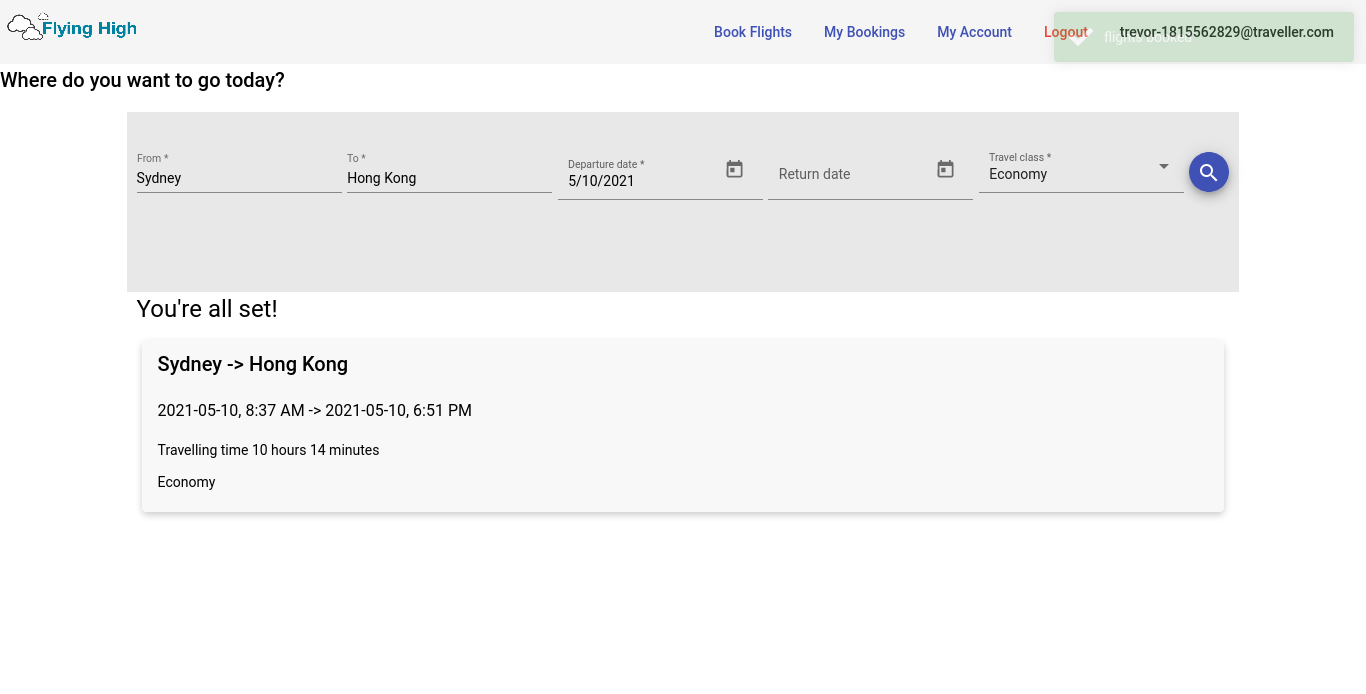 Flying High
Book Flights
My Bookings
My Account
Logout
trevor-1815562829@traveller.com
flights booked
Where do you want to go today?
From *
Sydney
To *
Hong Kong
Departure date *
5/10/2021
Return date
Travel class *
Economy
You're all set!
Sydney -> Hong Kong
2021-05-10, 8:37 AM -> 2021-05-10, 6:51 PM
Travelling time 10 hours 14 minutes
Economy